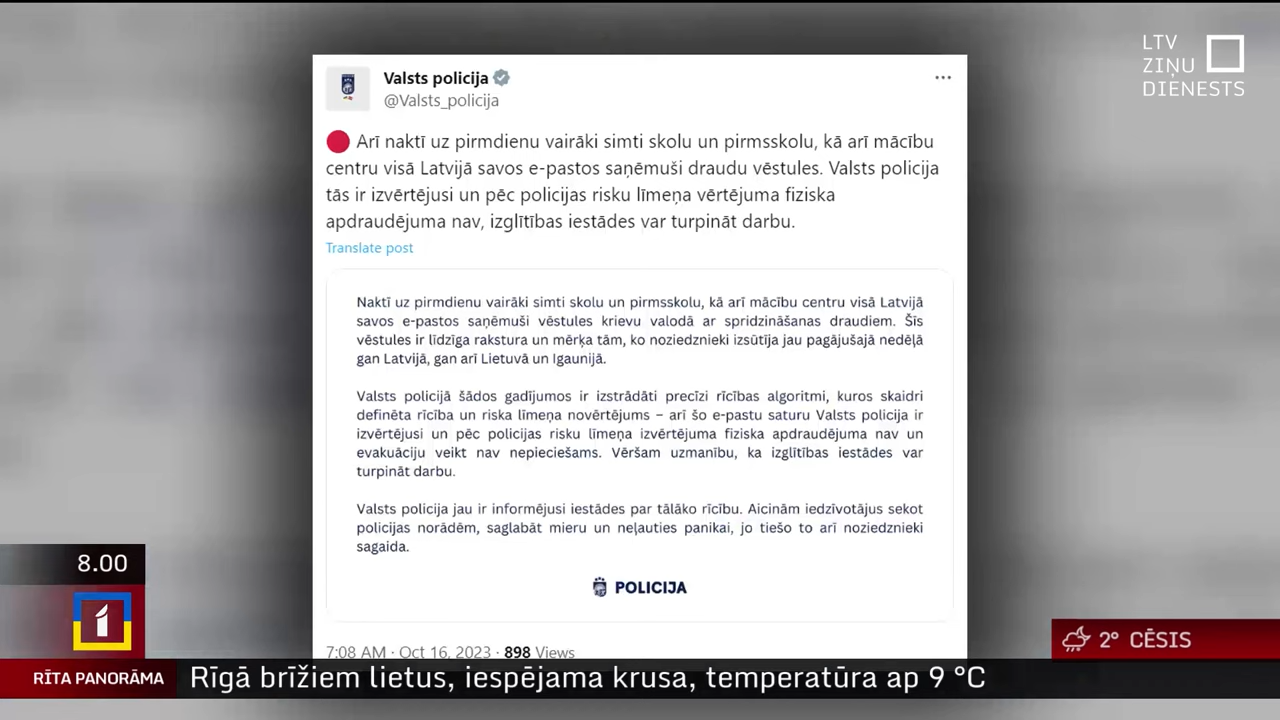 LTV
ZIŅU
DIENESTS
Valsts policija
@Valsts_policija
Arī naktī uz pirmdienu vairāki simti skolu un pirmsskolu, kā arī mācību
centru visā Latvijā savos e-pastos saņēmuši draudu vēstules. Valsts policija
tās ir izvērtējusi un pēc policijas risku līmeņa vērtējuma fiziska
apdraudējuma nav, izglītības iestādes var turpināt darbu.
Translate post
Naktī uz pirmdienu vairāki simti skolu un pirmsskolu, kā arī mācību centru visā Latvijā
savos e-pastos saņēmuši vēstules krievu valodā ar spridzināšanas draudiem. Šīs
vēstules ir līdzīga rakstura un mērķa tām, ko noziedznieki izsūtīja jau pagājušajā nedēļā
gan Latvijā, gan arī Lietuvā un Igaunijā.
Valsts policijā šādos gadījumos ir izstrādāti precīzi rīcības algoritmi, kuros skaidri
definēta rīcība un riska līmeņa novērtējums – arī šo e-pastu saturu Valsts policija ir
izvērtējusi un pēc policijas risku līmeņa izvērtējuma fiziska apdraudējuma nav un
evakuāciju veikt nav nepieciešams. Vēršam uzmanību, ka izglītības iestādes var
turpināt darbu.
Valsts policija jau ir informējusi iestādes par tālāko rīcību. Aicinām iedzīvotājus sekot
policijas norādēm, saglabāt mieru un neļauties panikai, jo tiešo to arī noziedznieki
sagaida.
POLICIJA
7:08 AM · Oct 16, 2023 · 898 Views
8.00
1
2° CĒSIS
RĪTA PANORĀMA
Rīgā brīžiem lietus, iespējama krusa, temperatūra ap 9 °C